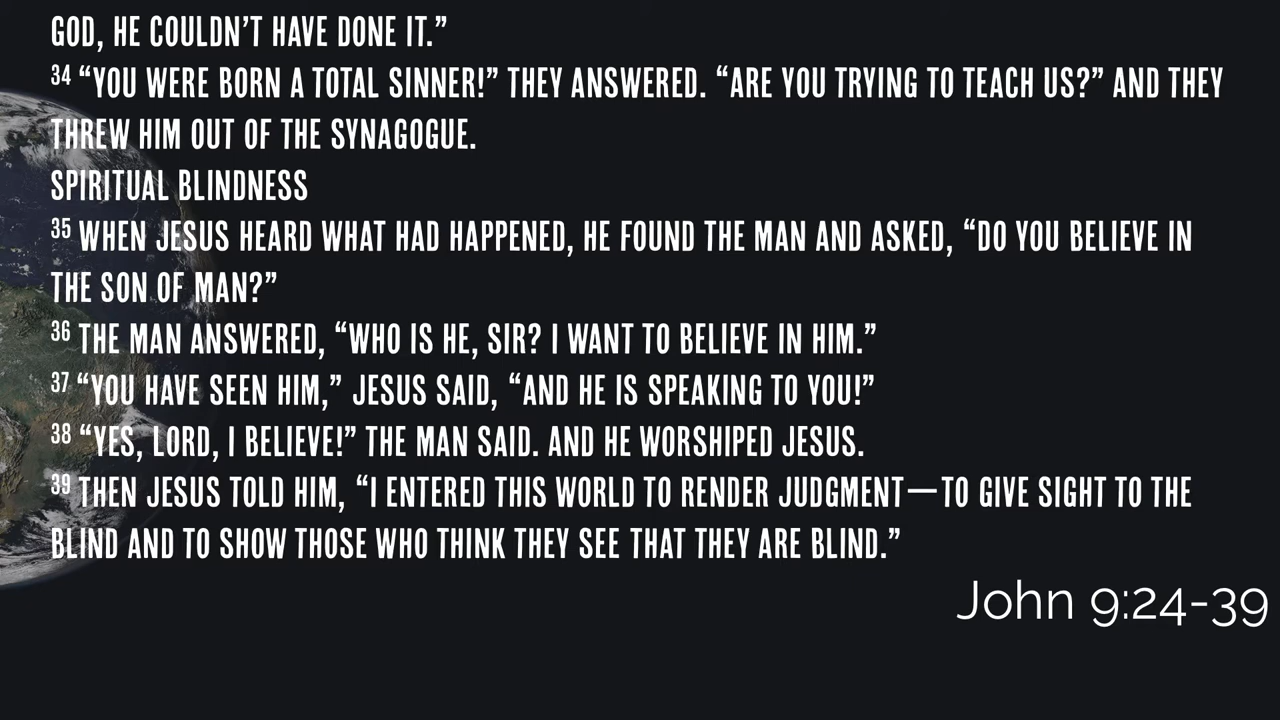 GOD, HE COULDN’T HAVE DONE IT.”
34 “YOU WERE BORN A TOTAL SINNER!” THEY ANSWERED. “ARE YOU TRYING TO TEACH US?” AND THEY
THREW HIM OUT OF THE SYNAGOGUE.
SPIRITUAL BLINDNESS
35 WHEN JESUS HEARD WHAT HAD HAPPENED, HE FOUND THE MAN AND ASKED, “DO YOU BELIEVE IN
THE SON OF MAN?”
36 THE MAN ANSWERED, “WHO IS HE, SIR? I WANT TO BELIEVE IN HIM.”
37 “YOU HAVE SEEN HIM,” JESUS SAID, “AND HE IS SPEAKING TO YOU!”
38 “YES, LORD, I BELIEVE!” THE MAN SAID. AND HE WORSHIPED JESUS.
39 THEN JESUS TOLD HIM, “I ENTERED THIS WORLD TO RENDER JUDGMENT—TO GIVE SIGHT TO THE
BLIND AND TO SHOW THOSE WHO THINK THEY SEE THAT THEY ARE BLIND.”
John 9:24-39